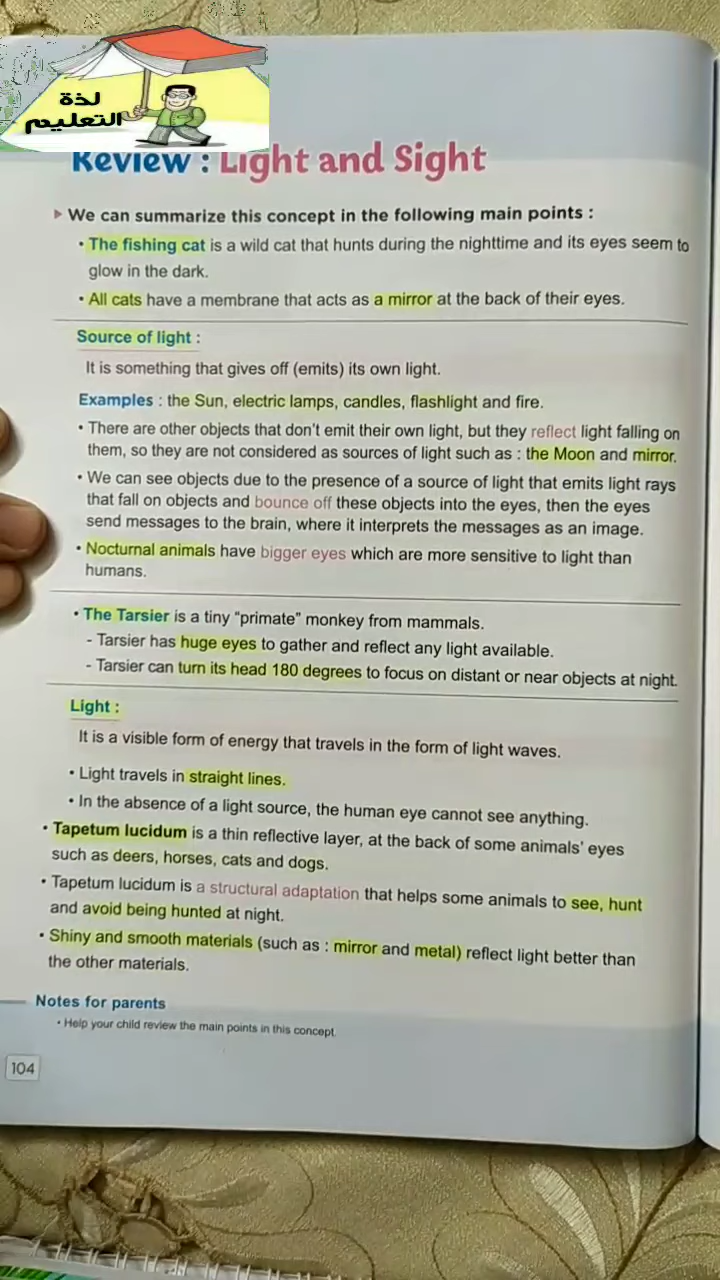 لذة
التعليم
Review : Light and Sight
▸ We can summarize this concept in the following main points :
• The fishing cat is a wild cat that hunts during the nighttime and its eyes seem to
glow in the dark.
• All cats have a membrane that acts as a mirror at the back of their eyes.
Source of light :
It is something that gives off (emits) its own light.
Examples : the Sun, electric lamps, candles, flashlight and fire.
• There are other objects that don't emit their own light, but they reflect light falling on
them, so they are not considered as sources of light such as : the Moon and mirror.
• We can see objects due to the presence of a source of light that emits light rays
that fall on objects and bounce off these objects into the eyes, then the eyes
send messages to the brain, where it interprets the messages as an image.
• Nocturnal animals have bigger eyes which are more sensitive to light than
humans.
• The Tarsier is a tiny "primate" monkey from mammals.
- Tarsier has huge eyes to gather and reflect any light available.
- Tarsier can turn its head 180 degrees to focus on distant or near objects at night.
Light :
It is a visible form of energy that travels in the form of light waves.
• Light travels in straight lines.
• In the absence of a light source, the human eye cannot see anything.
• Tapetum lucidum is a thin reflective layer, at the back of some animals' eyes
such as deers, horses, cats and dogs.
• Tapetum lucidum is a structural adaptation that helps some animals to see, hunt
and avoid being hunted at night.
• Shiny and smooth materials (such as : mirror and metal) reflect light better than
the other materials.
Notes for parents
• Help your child review the main points in this concept.
104